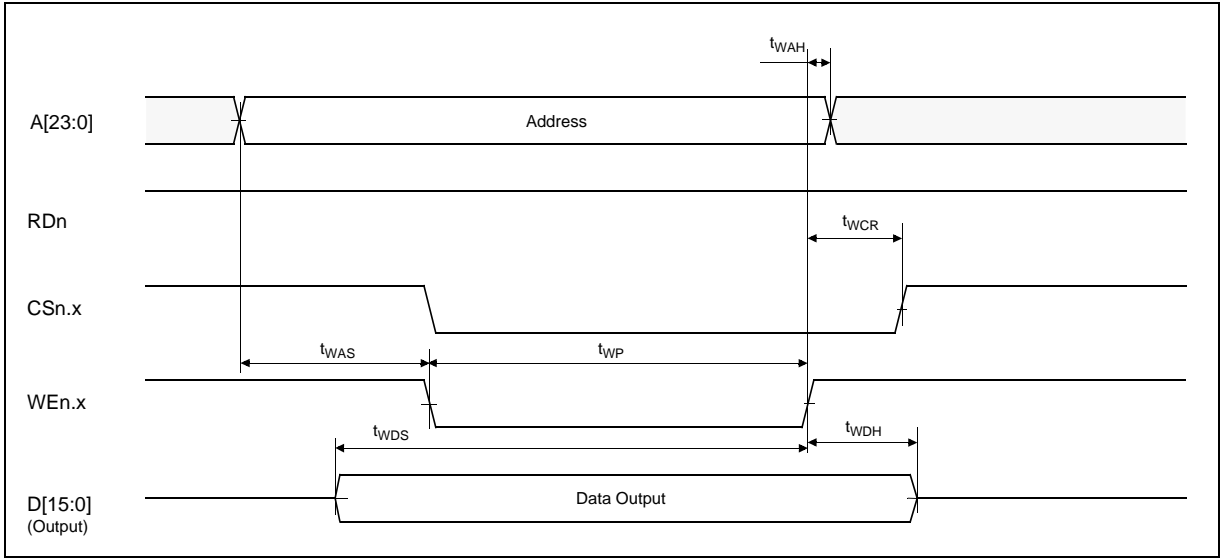 tWAH
A[23:0]
Address
RDn
tWCR
CSn.x
tWAS
tWP
WEn.x
tWDS
tWDH
D[15:0]
Data Output
(Output)